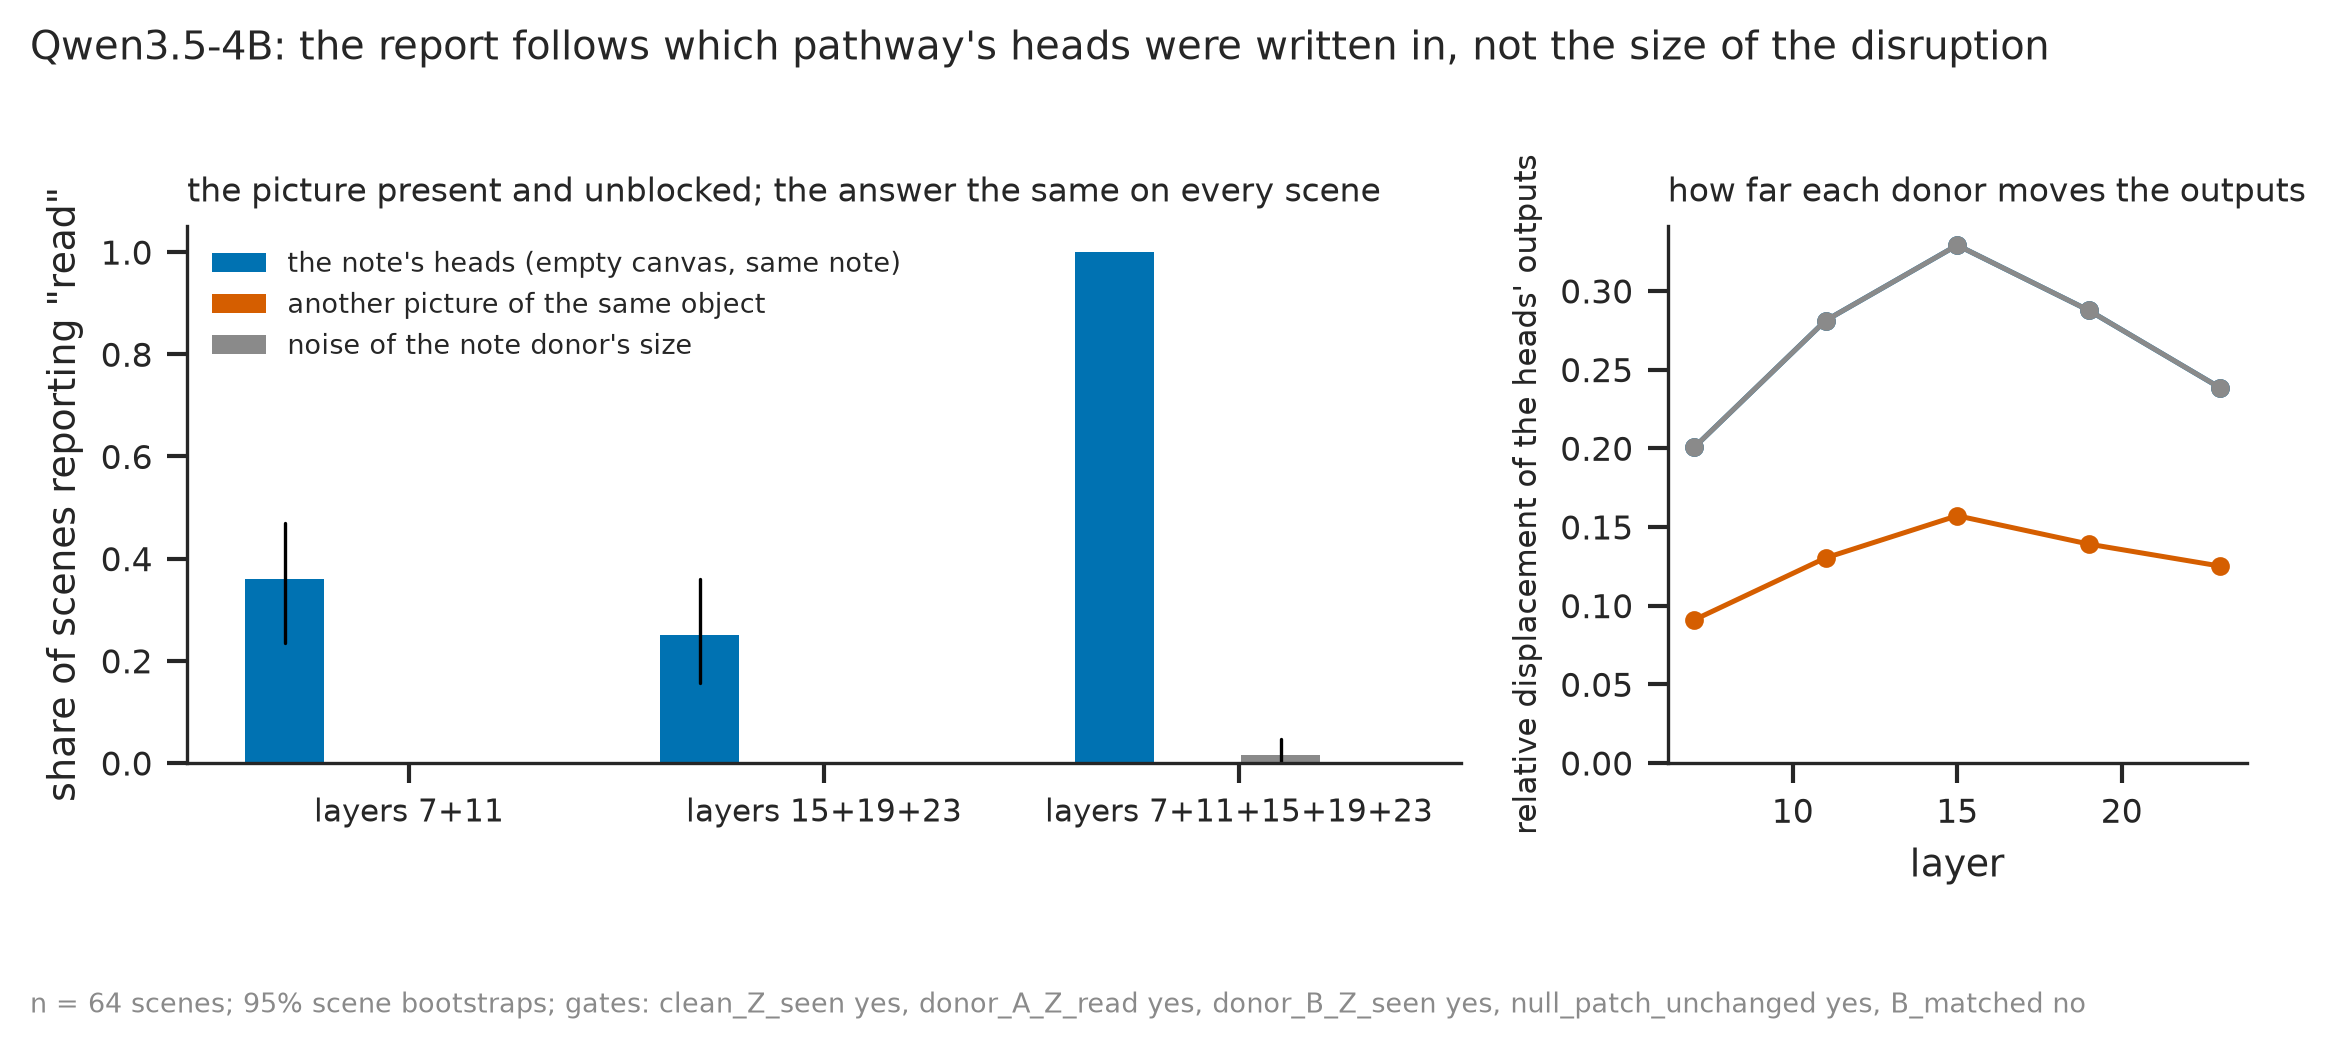 Qwen3.5-4B: the report follows which pathway's heads were written in, not the size of the disruption
the picture present and unblocked; the answer the same on every scene
share of scenes reporting "read"
1.0
0.8
0.6
0.4
0.2
0.0
the note's heads (empty canvas, same note)
another picture of the same object
noise of the note donor's size
layers 7+11
layers 15+19+23
layers 7+11+15+19+23
how far each donor moves the outputs
relative displacement of the heads' outputs
0.30
0.25
0.20
0.15
0.10
0.05
0.00
10
15
20
layer
n = 64 scenes; 95% scene bootstraps; gates: clean_Z_seen yes, donor_A_Z_read yes, donor_B_Z_seen yes, null_patch_unchanged yes, B_matched no